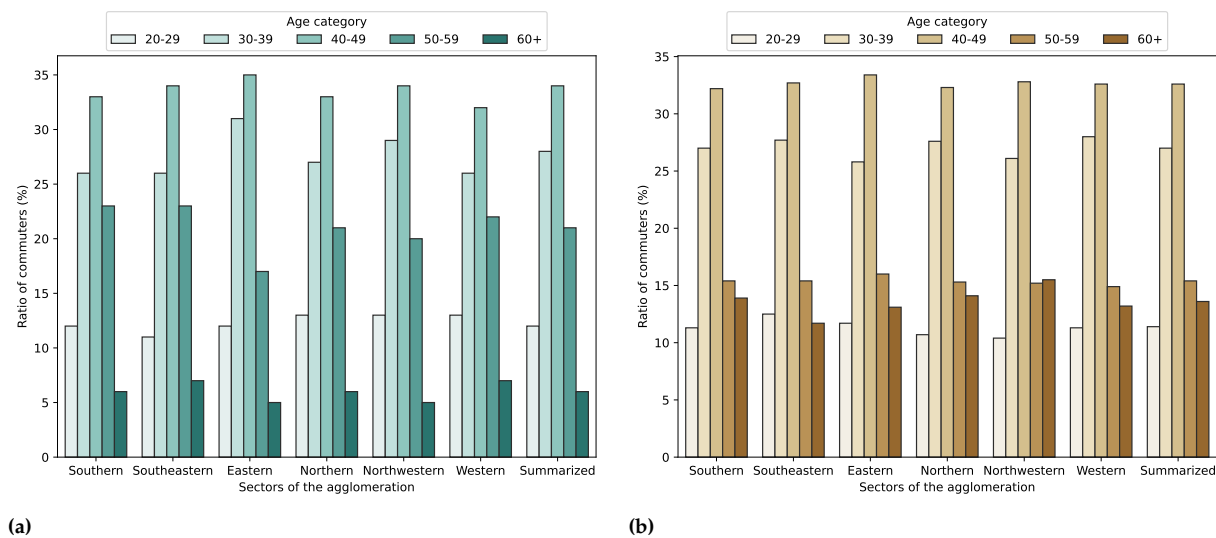 Age category
20-29 30-39 40-49 50-59 60+
35
30
25
20
15
10
5
0
Ratio of commuters (%)
Southern Southeastern Eastern Northern Northwestern Western Summarized
Sectors of the agglomeration
(a)
Age category
20-29 30-39 40-49 50-59 60+
35
30
25
20
15
10
5
0
Ratio of commuters (%)
Southern Southeastern Eastern Northern Northwestern Western Summarized
Sectors of the agglomeration
(b)